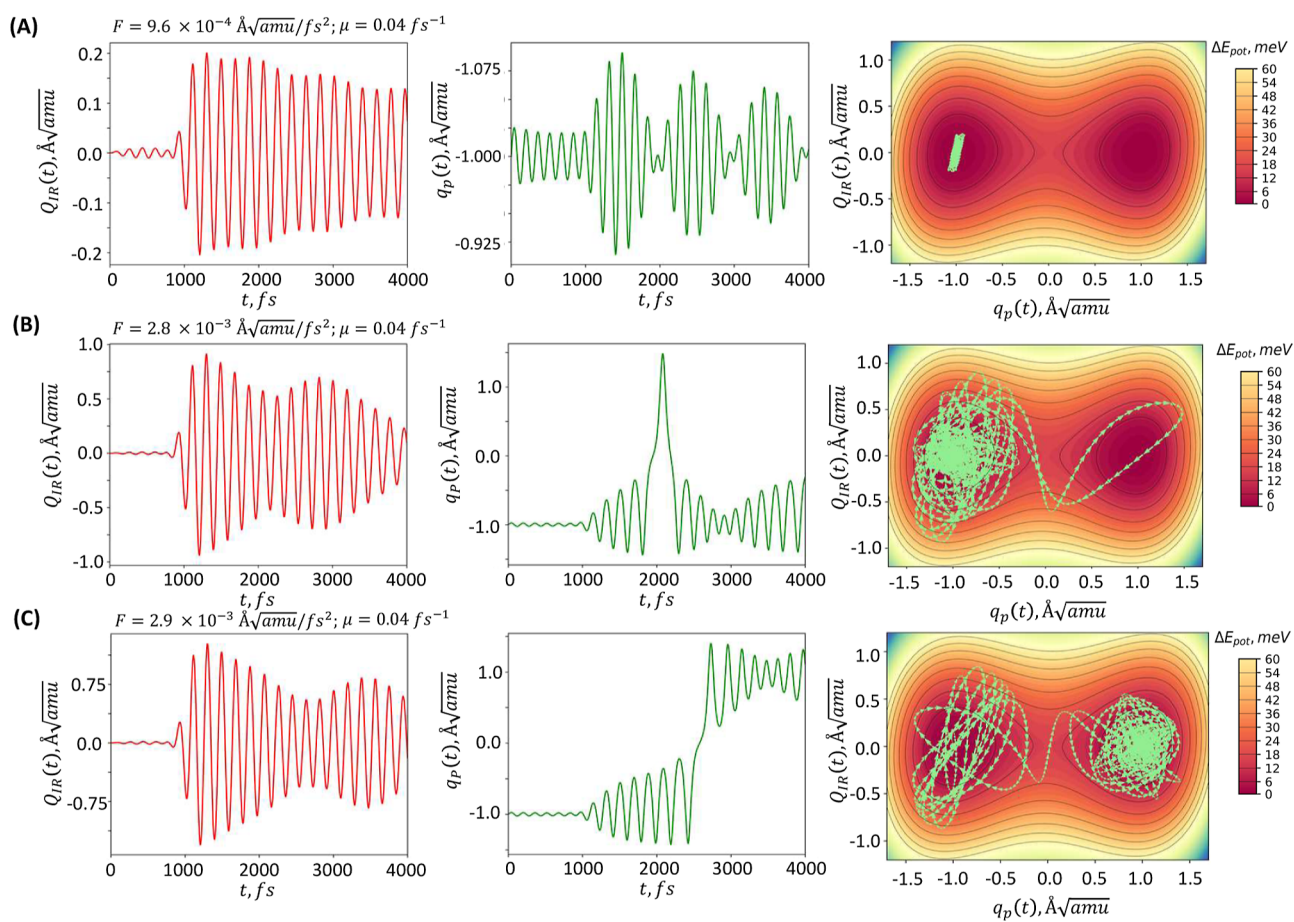 (A)
F = 9.6 × 10⁻⁴ Å√amu/fs²; μ = 0.04 fs⁻¹
Q_IR(t), Å√amu
0.2
0.1
0.0
-0.1
-0.2
0 1000 2000 3000 4000
t, fs
q_p(t), Å√amu
-1.075
-1.000
-0.925
0 1000 2000 3000 4000
t, fs
Q_IR(t), Å√amu
1.0
0.5
0.0
-0.5
-1.0
-1.5 -1.0 -0.5 0.0 0.5 1.0 1.5
q_p(t), Å√amu
ΔE_pot, meV
60
54
48
42
36
30
24
18
12
6
0
(B)
F = 2.8 × 10⁻³ Å√amu/fs²; μ = 0.04 fs⁻¹
Q_IR(t), Å√amu
1.0
0.5
0.0
-0.5
-1.0
0 1000 2000 3000 4000
t, fs
q_P(t), Å√amu
1.0
0.0
-1.0
0 1000 2000 3000 4000
t, fs
Q_IR(t), Å√amu
1.0
0.5
0.0
-0.5
-1.0
-1.5 -1.0 -0.5 0.0 0.5 1.0 1.5
q_p(t), Å√amu
ΔE_pot, meV
60
54
48
42
36
30
24
18
12
6
0
(C)
F = 2.9 × 10⁻³ Å√amu/fs²; μ = 0.04 fs⁻¹
Q_IR(t), Å√amu
0.75
0.0
-0.75
0 1000 2000 3000 4000
t, fs
q_P(t), Å√amu
1.0
0.0
-1.0
0 1000 2000 3000 4000
t, fs
Q_IR(t), Å√amu
1.0
0.5
0.0
-0.5
-1.0
-1.5 -1.0 -0.5 0.0 0.5 1.0 1.5
q_p(t), Å√amu
ΔE_pot, meV
60
54
48
42
36
30
24
18
12
6
0